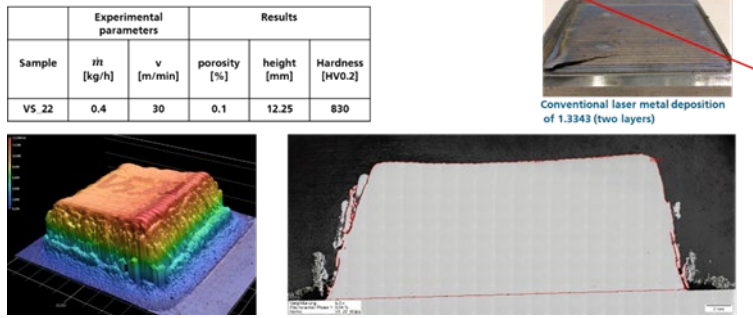 Experimental
parameters
Results
Sample
ṁ
[kg/h]
v
[m/min]
porosity
[%]
height
[mm]
Hardness
[HV0.2]
VS_22
0.4
30
0.1
12.25
830
Conventional laser metal deposition
of 1.3343 (two layers)